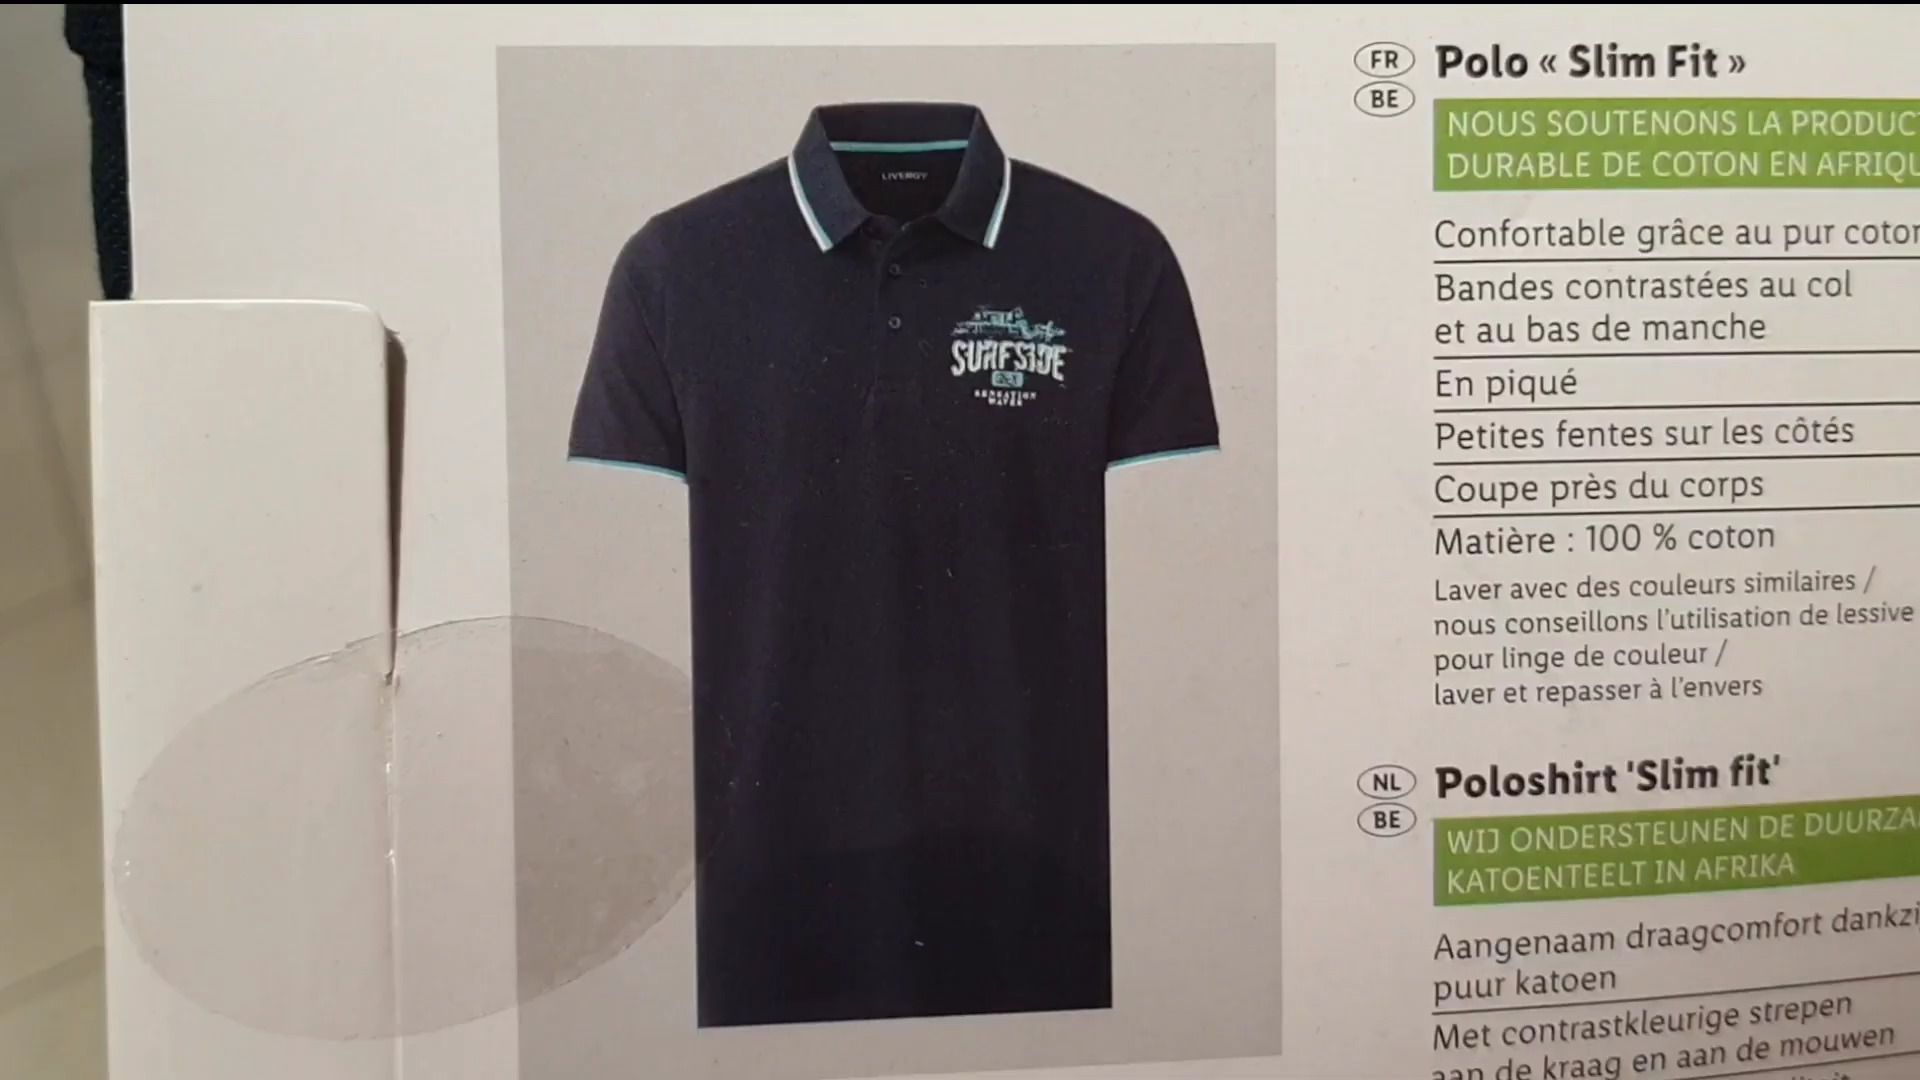 LIVERGY
SURFSIDE
SENSATION
WAVES
FR
BE
Polo « Slim Fit »
NOUS SOUTENONS LA PRODUC
DURABLE DE COTON EN AFRIQU
Confortable grâce au pur coton
Bandes contrastées au col
et au bas de manche
En piqué
Petites fentes sur les côtés
Coupe près du corps
Matière : 100 % coton
Laver avec des couleurs similaires /
nous conseillons l'utilisation de lessive
pour linge de couleur /
laver et repasser à l'envers
NL
BE
Poloshirt 'Slim fit'
WIJ ONDERSTEUNEN DE DUURZA
KATOENTEELT IN AFRIKA
Aangenaam draagcomfort dankzi
puur katoen
Met contrastkleurige strepen
aan de kraag en aan de mouwen